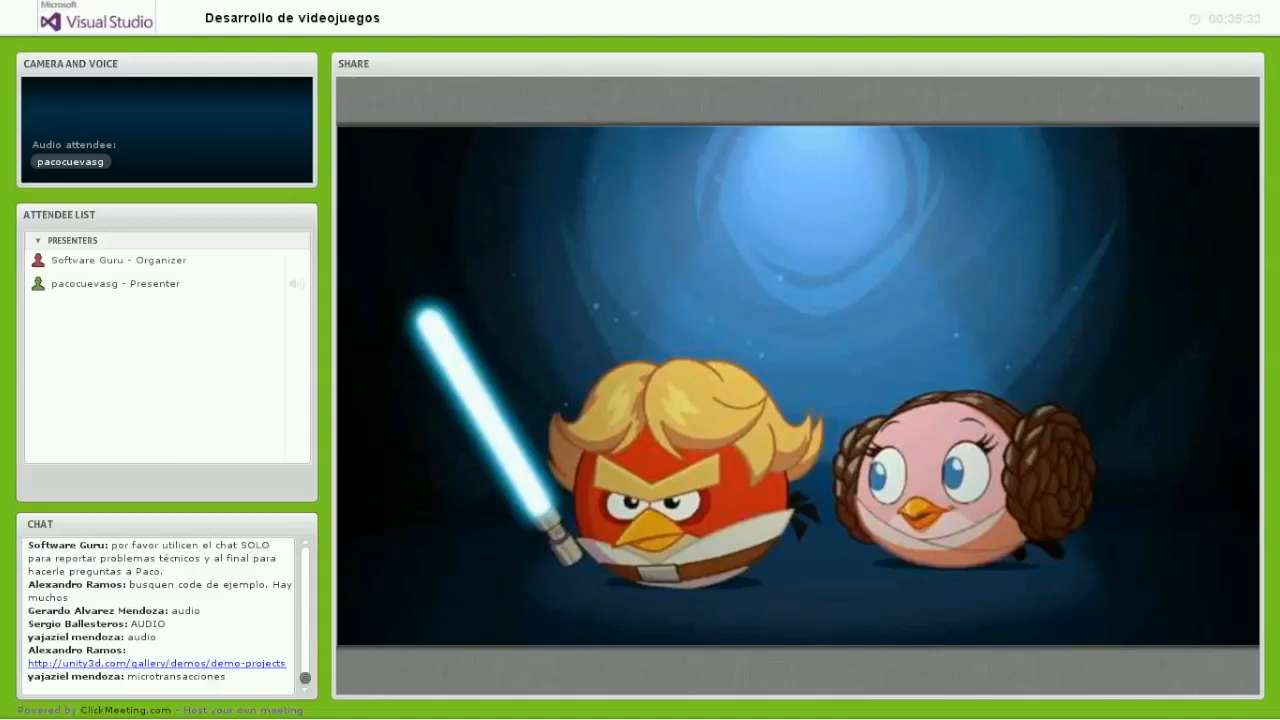 Microsoft
Visual Studio
Desarrollo de videojuegos
00:35:33
CAMERA AND VOICE
Audio attendee:
pacocuevasg
ATTENDEE LIST
PRESENTERS
Software Guru - Organizer
pacocuevasg - Presenter
CHAT
Software Guru: por favor utilicen el chat SOLO
para reportar problemas técnicos y al final para
hacerle preguntas a Paco.
Alexandro Ramos: busquen code de ejemplo. Hay
muchos
Gerardo Alvarez Mendoza: audio
Sergio Ballesteros: AUDIO
yajaziel mendoza: audio
Alexandro Ramos:
http://unity3d.com/gallery/demos/demo-projects
yajaziel mendoza: microtransacciones
SHARE
Powered by ClickMeeting.com - Host your own meeting